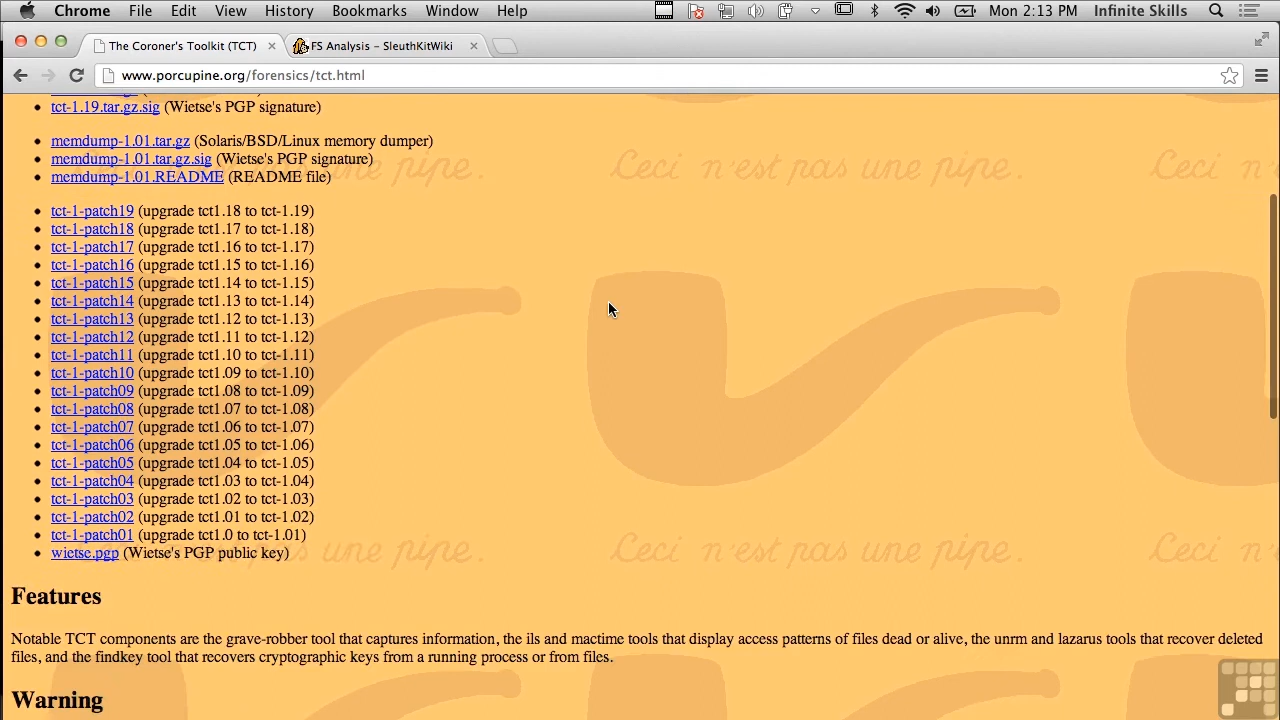 Chrome File Edit View History Bookmarks Window Help Mon 2:13 PM Infinite Skills
The Coroner's Toolkit (TCT) FS Analysis - SleuthKitWiki
www.porcupine.org/forensics/tct.html
• tct-1.19.tar.gz.sig (Wietse's PGP signature)
• memdump-1.01.tar.gz (Solaris/BSD/Linux memory dumper)
• memdump-1.01.tar.gz.sig (Wietse's PGP signature)
pipe. Ceci n'est pas une pipe. Ceci n'
• memdump-1.01.README (README file)
• tct-1-patch19 (upgrade tct1.18 to tct-1.19)
• tct-1-patch18 (upgrade tct1.17 to tct-1.18)
• tct-1-patch17 (upgrade tct1.16 to tct-1.17)
• tct-1-patch16 (upgrade tct1.15 to tct-1.16)
• tct-1-patch15 (upgrade tct1.14 to tct-1.15)
• tct-1-patch14 (upgrade tct1.13 to tct-1.14)
• tct-1-patch13 (upgrade tct1.12 to tct-1.13)
• tct-1-patch12 (upgrade tct1.11 to tct-1.12)
• tct-1-patch11 (upgrade tct1.10 to tct-1.11)
• tct-1-patch10 (upgrade tct1.09 to tct-1.10)
• tct-1-patch09 (upgrade tct1.08 to tct-1.09)
• tct-1-patch08 (upgrade tct1.07 to tct-1.08)
• tct-1-patch07 (upgrade tct1.06 to tct-1.07)
• tct-1-patch06 (upgrade tct1.05 to tct-1.06)
• tct-1-patch05 (upgrade tct1.04 to tct-1.05)
• tct-1-patch04 (upgrade tct1.03 to tct-1.04)
• tct-1-patch03 (upgrade tct1.02 to tct-1.03)
• tct-1-patch02 (upgrade tct1.01 to tct-1.02)
• tct-1-patch01 (upgrade tct1.0 to tct-1.01)
• wietse.pgp (Wietse's PGP public key)
pas une pipe. Ceci n'est pas une pipe. Ceci n'
Features
Notable TCT components are the grave-robber tool that captures information, the ils and mactime tools that display access patterns of files dead or alive, the unrm and lazarus tools that recover deleted
files, and the findkey tool that recovers cryptographic keys from a running process or from files.
Warning